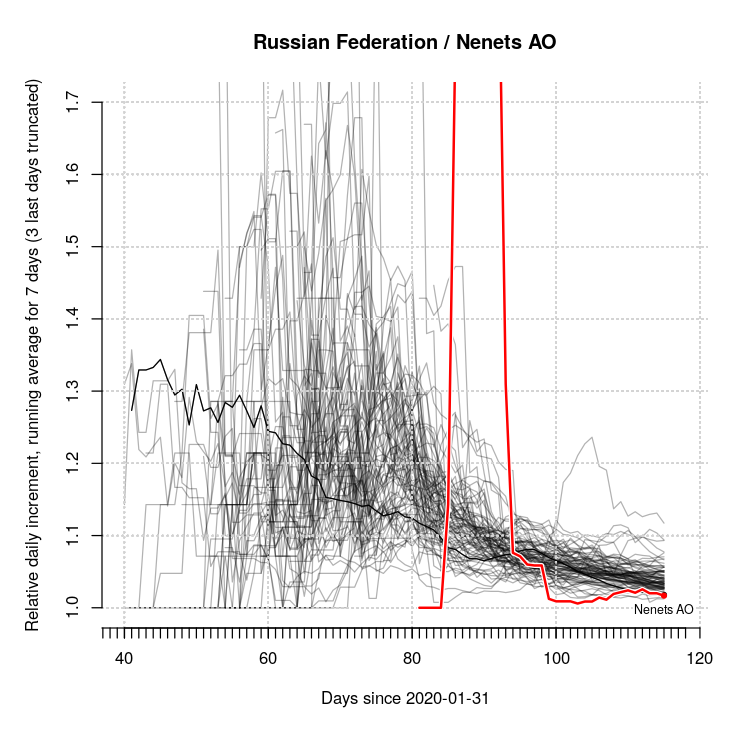 Russian Federation / Nenets AO
Relative daily increment, running average for 7 days (3 last days truncated)
1.7
1.6
1.5
1.4
1.3
1.2
1.1
1.0
Nenets AO
40 60 80 100 120
Days since 2020-01-31